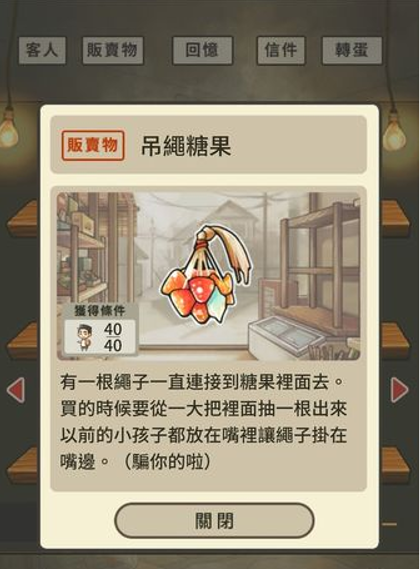 客人 販賣物 回憶 信件 轉蛋
販賣物 吊繩糖果
獲得條件
40
40
有一根繩子一直連接到糖果裡面去。
買的時候要從一大把裡面抽一根出來
以前的小孩子都放在嘴裡讓繩子掛在
嘴邊。（騙你的啦）
關閉